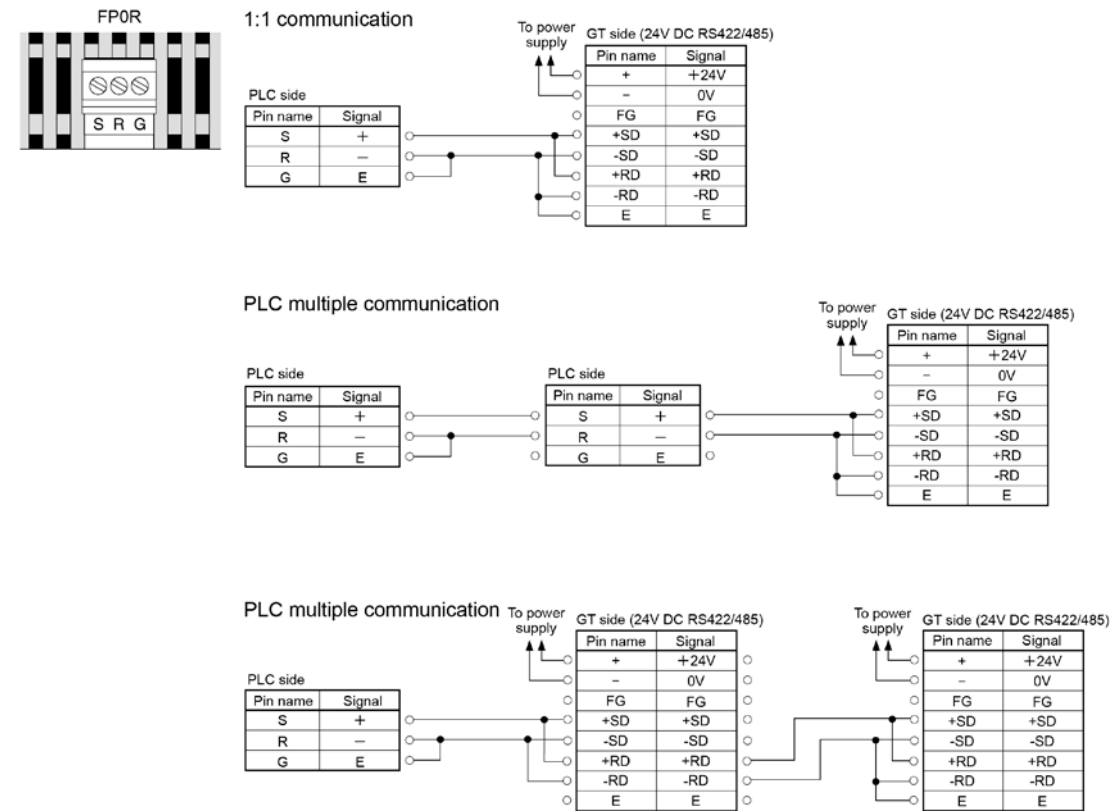 FP0R
S R G
1:1 communication
To power
supply
GT side (24V DC RS422/485)
Pin name Signal
+ +24V
− 0V
FG FG
+SD +SD
-SD -SD
+RD +RD
-RD -RD
E E
PLC side
Pin name Signal
S +
R −
G E
PLC multiple communication
To power
supply
GT side (24V DC RS422/485)
Pin name Signal
+ +24V
− 0V
FG FG
+SD +SD
-SD -SD
+RD +RD
-RD -RD
E E
PLC side
Pin name Signal
S +
R −
G E
PLC side
Pin name Signal
S +
R −
G E
PLC multiple communication
To power
supply
GT side (24V DC RS422/485)
Pin name Signal
+ +24V
− 0V
FG FG
+SD +SD
-SD -SD
+RD +RD
-RD -RD
E E
PLC side
Pin name Signal
S +
R −
G E
To power
supply
GT side (24V DC RS422/485)
Pin name Signal
+ +24V
− 0V
FG FG
+SD +SD
-SD -SD
+RD +RD
-RD -RD
E E